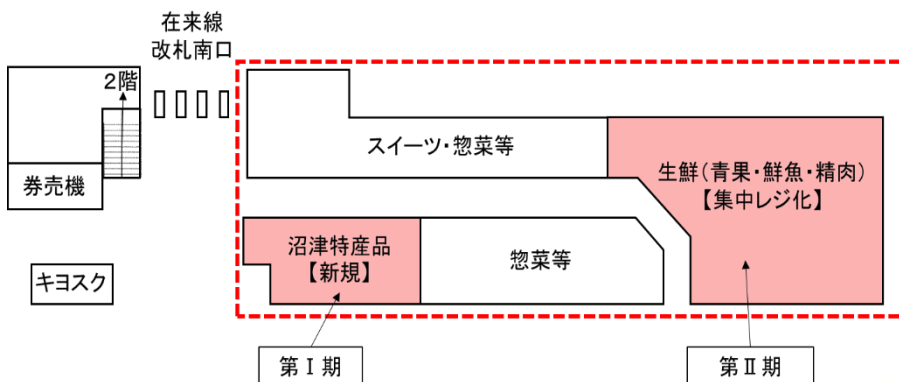 在来線
改札南口
2階
券売機
キヨスク
スイーツ・惣菜等
生鮮(青果・鮮魚・精肉)
【集中レジ化】
沼津特産品
【新規】
惣菜等
第Ⅰ期
第Ⅱ期